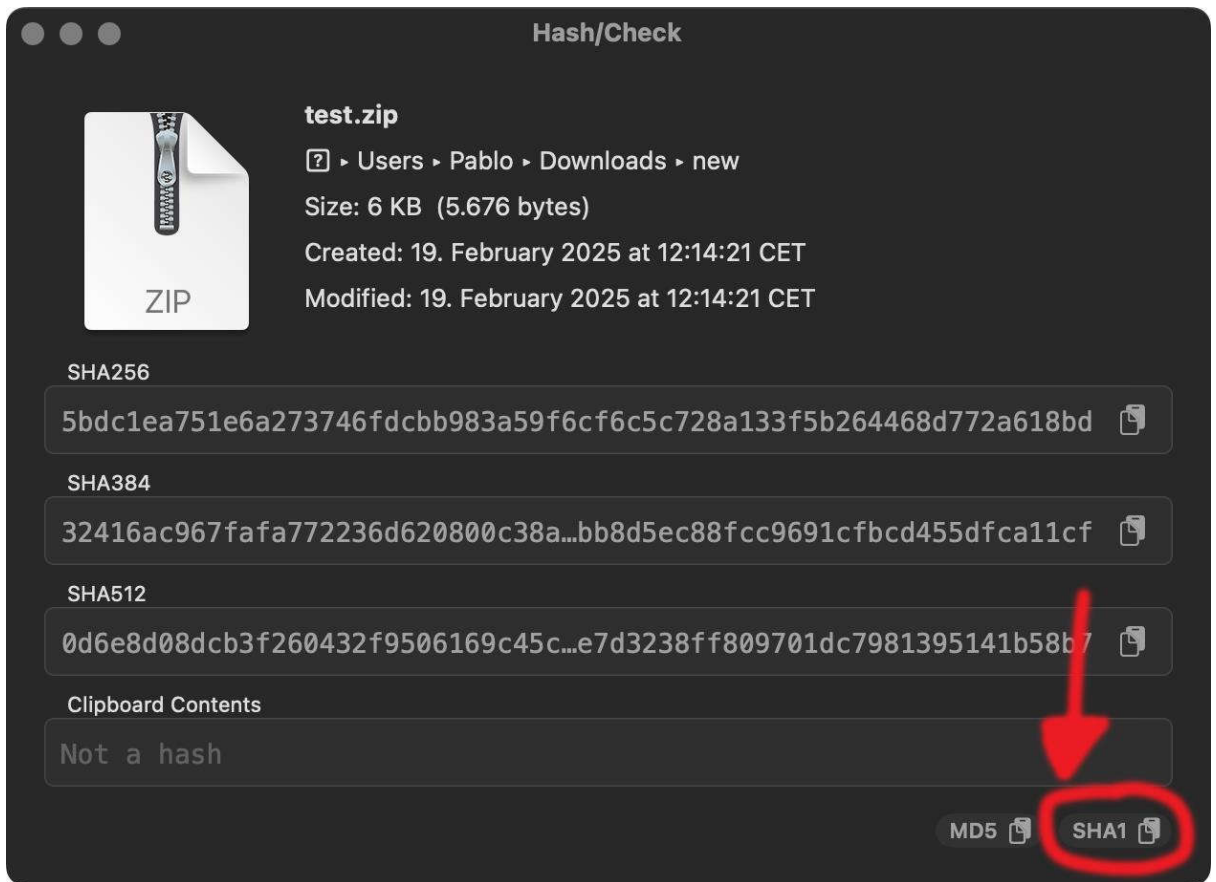 Hash/Check
test.zip
? ▸ Users ▸ Pablo ▸ Downloads ▸ new
Size: 6 KB (5.676 bytes)
Created: 19. February 2025 at 12:14:21 CET
Modified: 19. February 2025 at 12:14:21 CET
ZIP
SHA256
5bdc1ea751e6a273746fdcbb983a59f6cf6c5c728a133f5b264468d772a618bd
SHA384
32416ac967fafa772236d620800c38a…bb8d5ec88fcc9691cfbcd455dfca11cf
SHA512
0d6e8d08dcb3f260432f9506169c45c…e7d3238ff809701dc7981395141b58b7
Clipboard Contents
Not a hash
MD5 SHA1